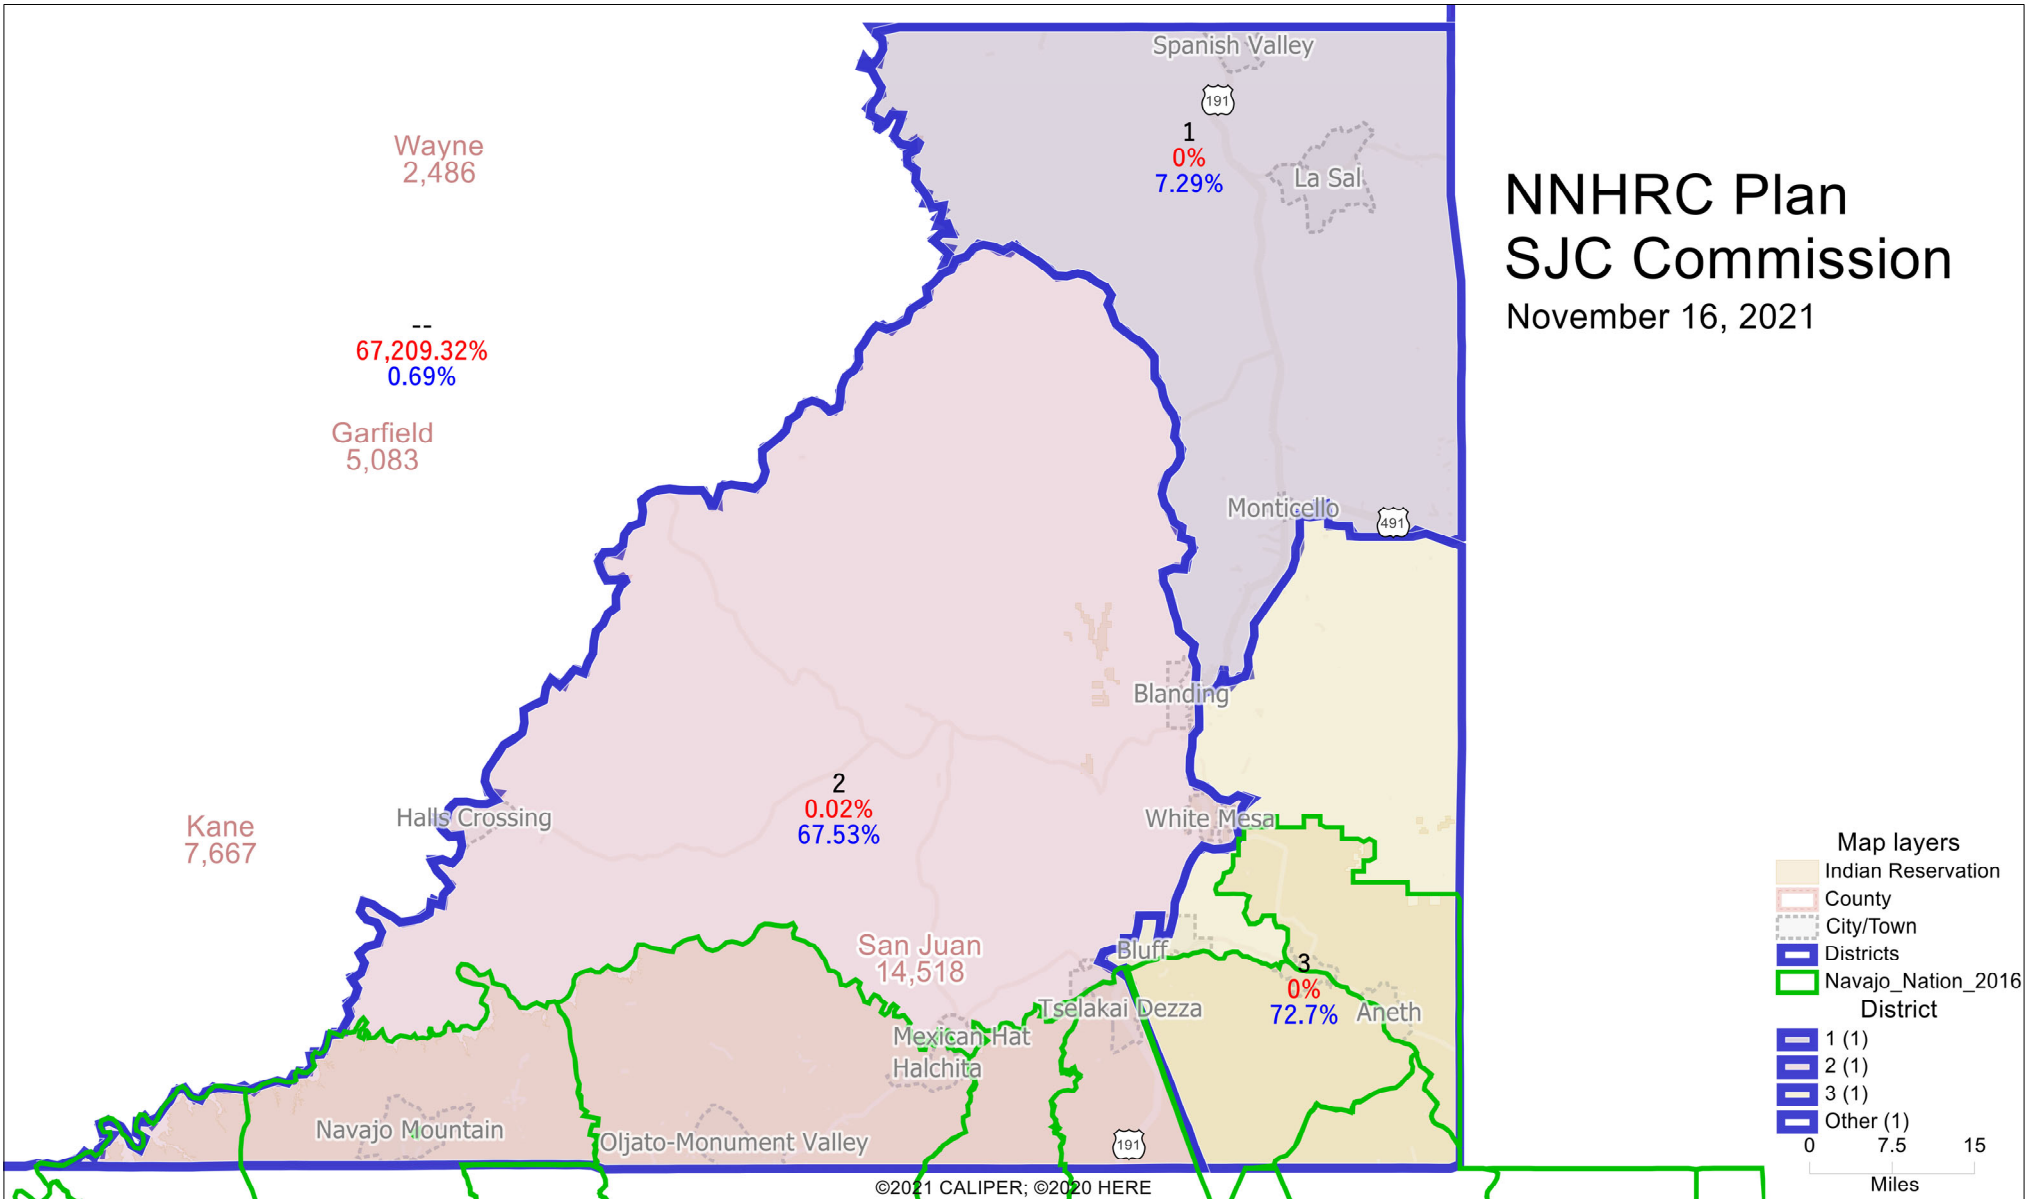 NNHRC Plan
SJC Commission
November 16, 2021
Spanish Valley
191
1
0%
7.29%
La Sal
Wayne
2,486
--
67,209.32%
0.69%
Garfield
5,083
Monticello
491
Blanding
2
0.02%
67.53%
Halls Crossing
White Mesa
Kane
7,667
San Juan
14,518
Bluff
3
0%
72.7%
Tselakai Dezza
Aneth
Mexican Hat
Halchita
Navajo Mountain
Oljato-Monument Valley
191
Map layers
Indian Reservation
County
City/Town
Districts
Navajo_Nation_2016
District
1 (1)
2 (1)
3 (1)
Other (1)
0 7.5 15
Miles
©2021 CALIPER; ©2020 HERE